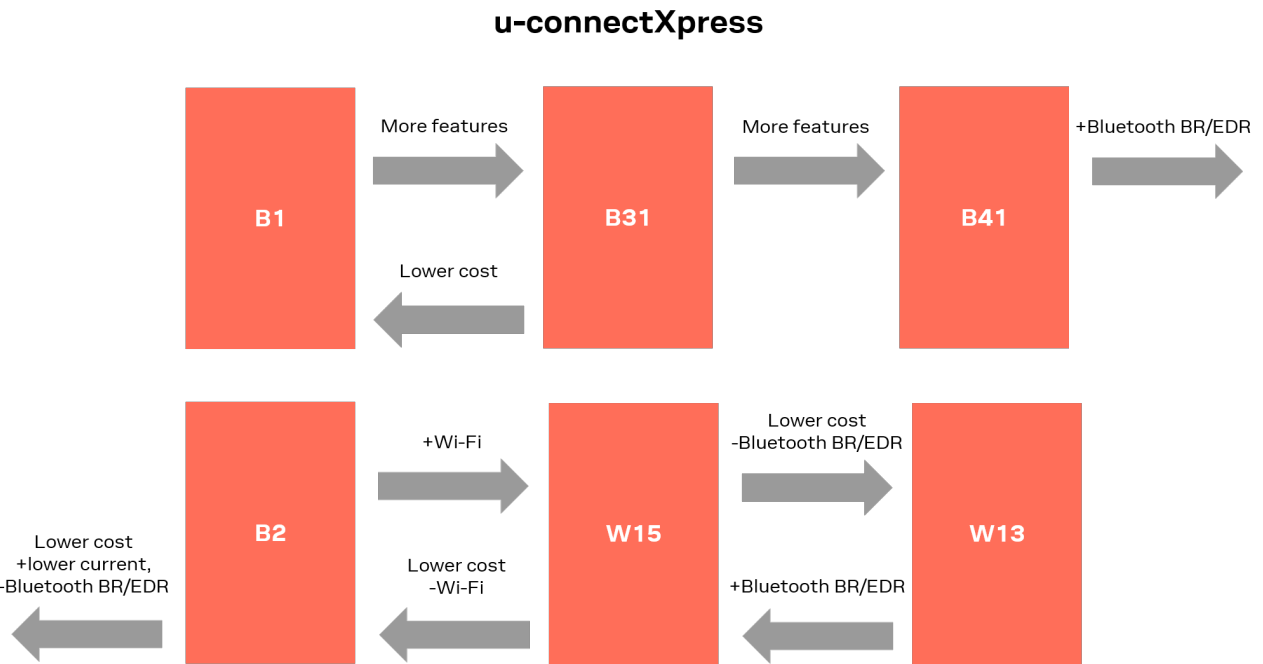 u-connectXpress
More features
More features
+Bluetooth BR/EDR
B1
B31
B41
Lower cost
Lower cost
-Bluetooth BR/EDR
+Wi-Fi
B2
W15
W13
Lower cost
+lower current,
-Bluetooth BR/EDR
Lower cost
-Wi-Fi
+Bluetooth BR/EDR